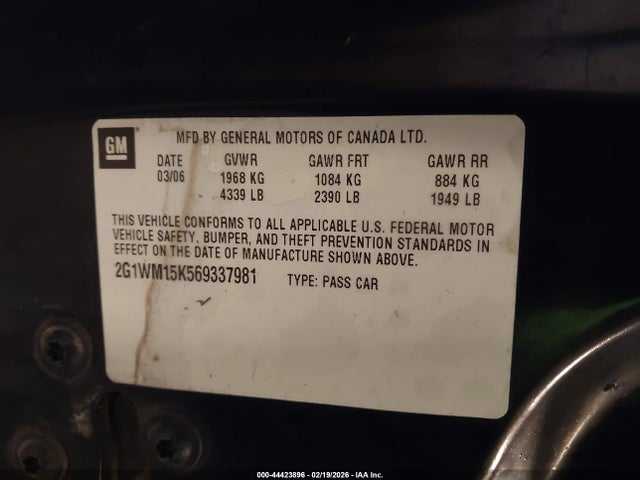 GM
MFD BY GENERAL MOTORS OF CANADA LTD.
DATE GVWR GAWR FRT GAWR RR
03/06 1968 KG 1084 KG 884 KG
4339 LB 2390 LB 1949 LB
THIS VEHICLE CONFORMS TO ALL APPLICABLE U.S. FEDERAL MOTOR
VEHICLE SAFETY, BUMPER, AND THEFT PREVENTION STANDARDS IN
EFFECT ON THE DATE OF MANUFACTURE SHOWN ABOVE.
2G1WM15K569337981 TYPE: PASS CAR
000-44423896 - 02/19/2026 - IAA Inc.